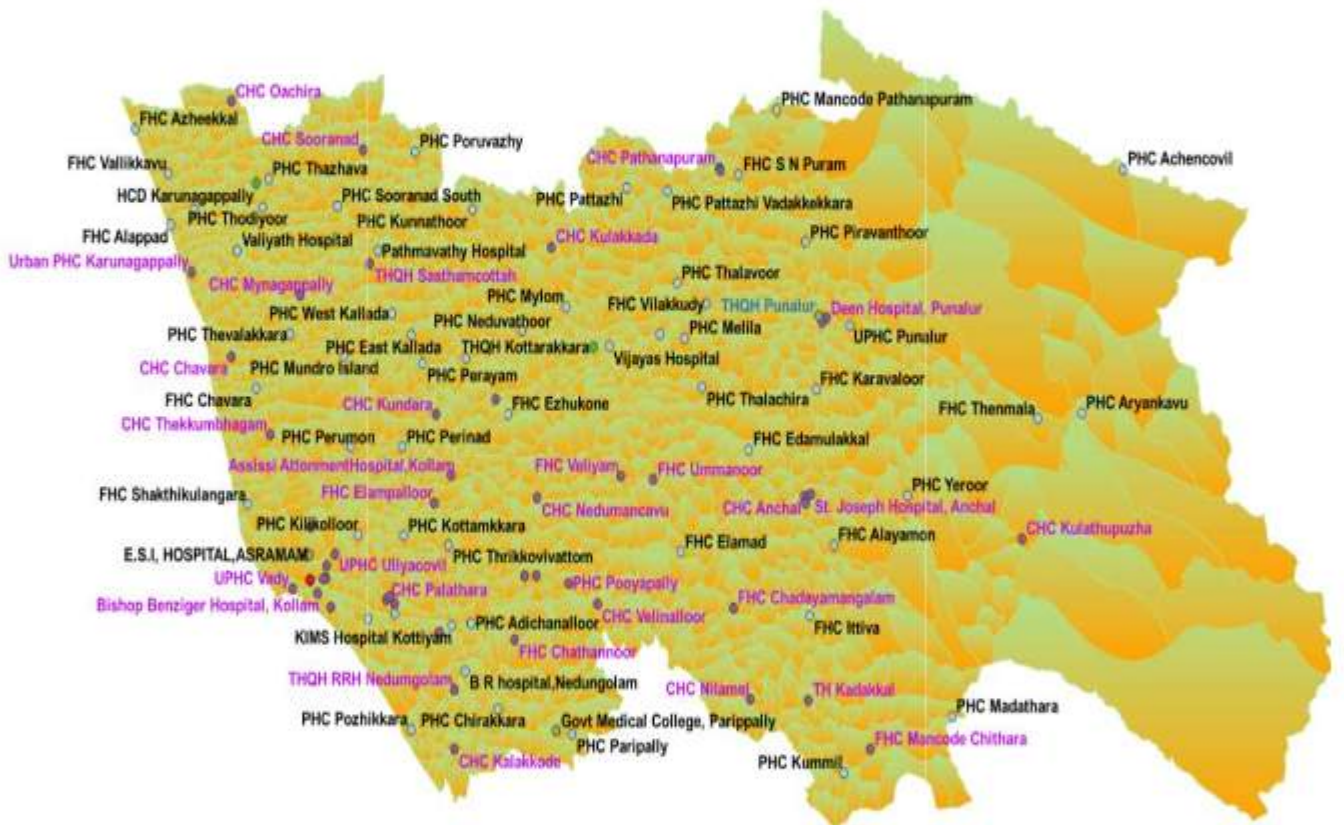 CHC Oachira
PHC Mancode Pathanapuram
FHC Azheekkal
CHC Sooranad
PHC Poruvazhy
FHC Vallikkavu
PHC Thazhava
CHC Pathanapuram
FHC S N Puram
PHC Achencovil
HCD Karunagappally
PHC Sooranad South
PHC Pattazhi
PHC Pattazhi Vadakkekkara
PHC Thodiyoor
PHC Kunnathoor
FHC Alappad
Valiyath Hospital
Pathmavathy Hospital
CHC Kulakkada
PHC Piravanthoor
Urban PHC Karunagappally
THQH Sasthamcottah
CHC Mynagappally
PHC Thalavoor
PHC Mylom
FHC Vilakkudy
THQH Punalur
Deen Hospital, Punalur
PHC West Kallada
PHC Thevalakkara
PHC Neduvathoor
PHC Melila
UPHC Punalur
PHC East Kallada
THQH Kottarakkara
Vijayas Hospital
CHC Chavara
PHC Mundro Island
PHC Perayam
FHC Chavara
PHC Thalachira
FHC Karavaloor
CHC Kundara
FHC Ezhukone
FHC Thenmala
PHC Aryankavu
CHC Thekkumbhagam
PHC Perumon
PHC Perinad
FHC Edamulakkal
Assissi AttonmentHospital,Kollam
FHC Veliyam
FHC Ummanoor
FHC Shakthikulangara
FHC Elampalloor
CHC Nedumancavu
CHC Anchal
St. Joseph Hospital, Anchal
PHC Yeroor
PHC Kilikolloor
PHC Kottamkkara
CHC Kulathupuzha
E.S.I, HOSPITAL,ASRAMAM
PHC Thrikkovivattom
FHC Elamad
FHC Alayamon
UPHC Vady
UPHC Uliyacovil
PHC Pooyapally
CHC Palathara
Bishop Benziger Hospital, Kollam
CHC Velinalloor
FHC Chadayamangalam
KIMS Hospital Kottiyam
PHC Adichanalloor
FHC Ittiva
FHC Chathannoor
THQH RRH Nedumgolam
B R hospital,Nedungolam
CHC Nilamel
TH Kadakkal
PHC Pozhikkara
PHC Chirakkara
Govt Medical College, Parippally
PHC Madathara
PHC Paripally
CHC Kalakkode
FHC Mancode Chithara
PHC Kummil